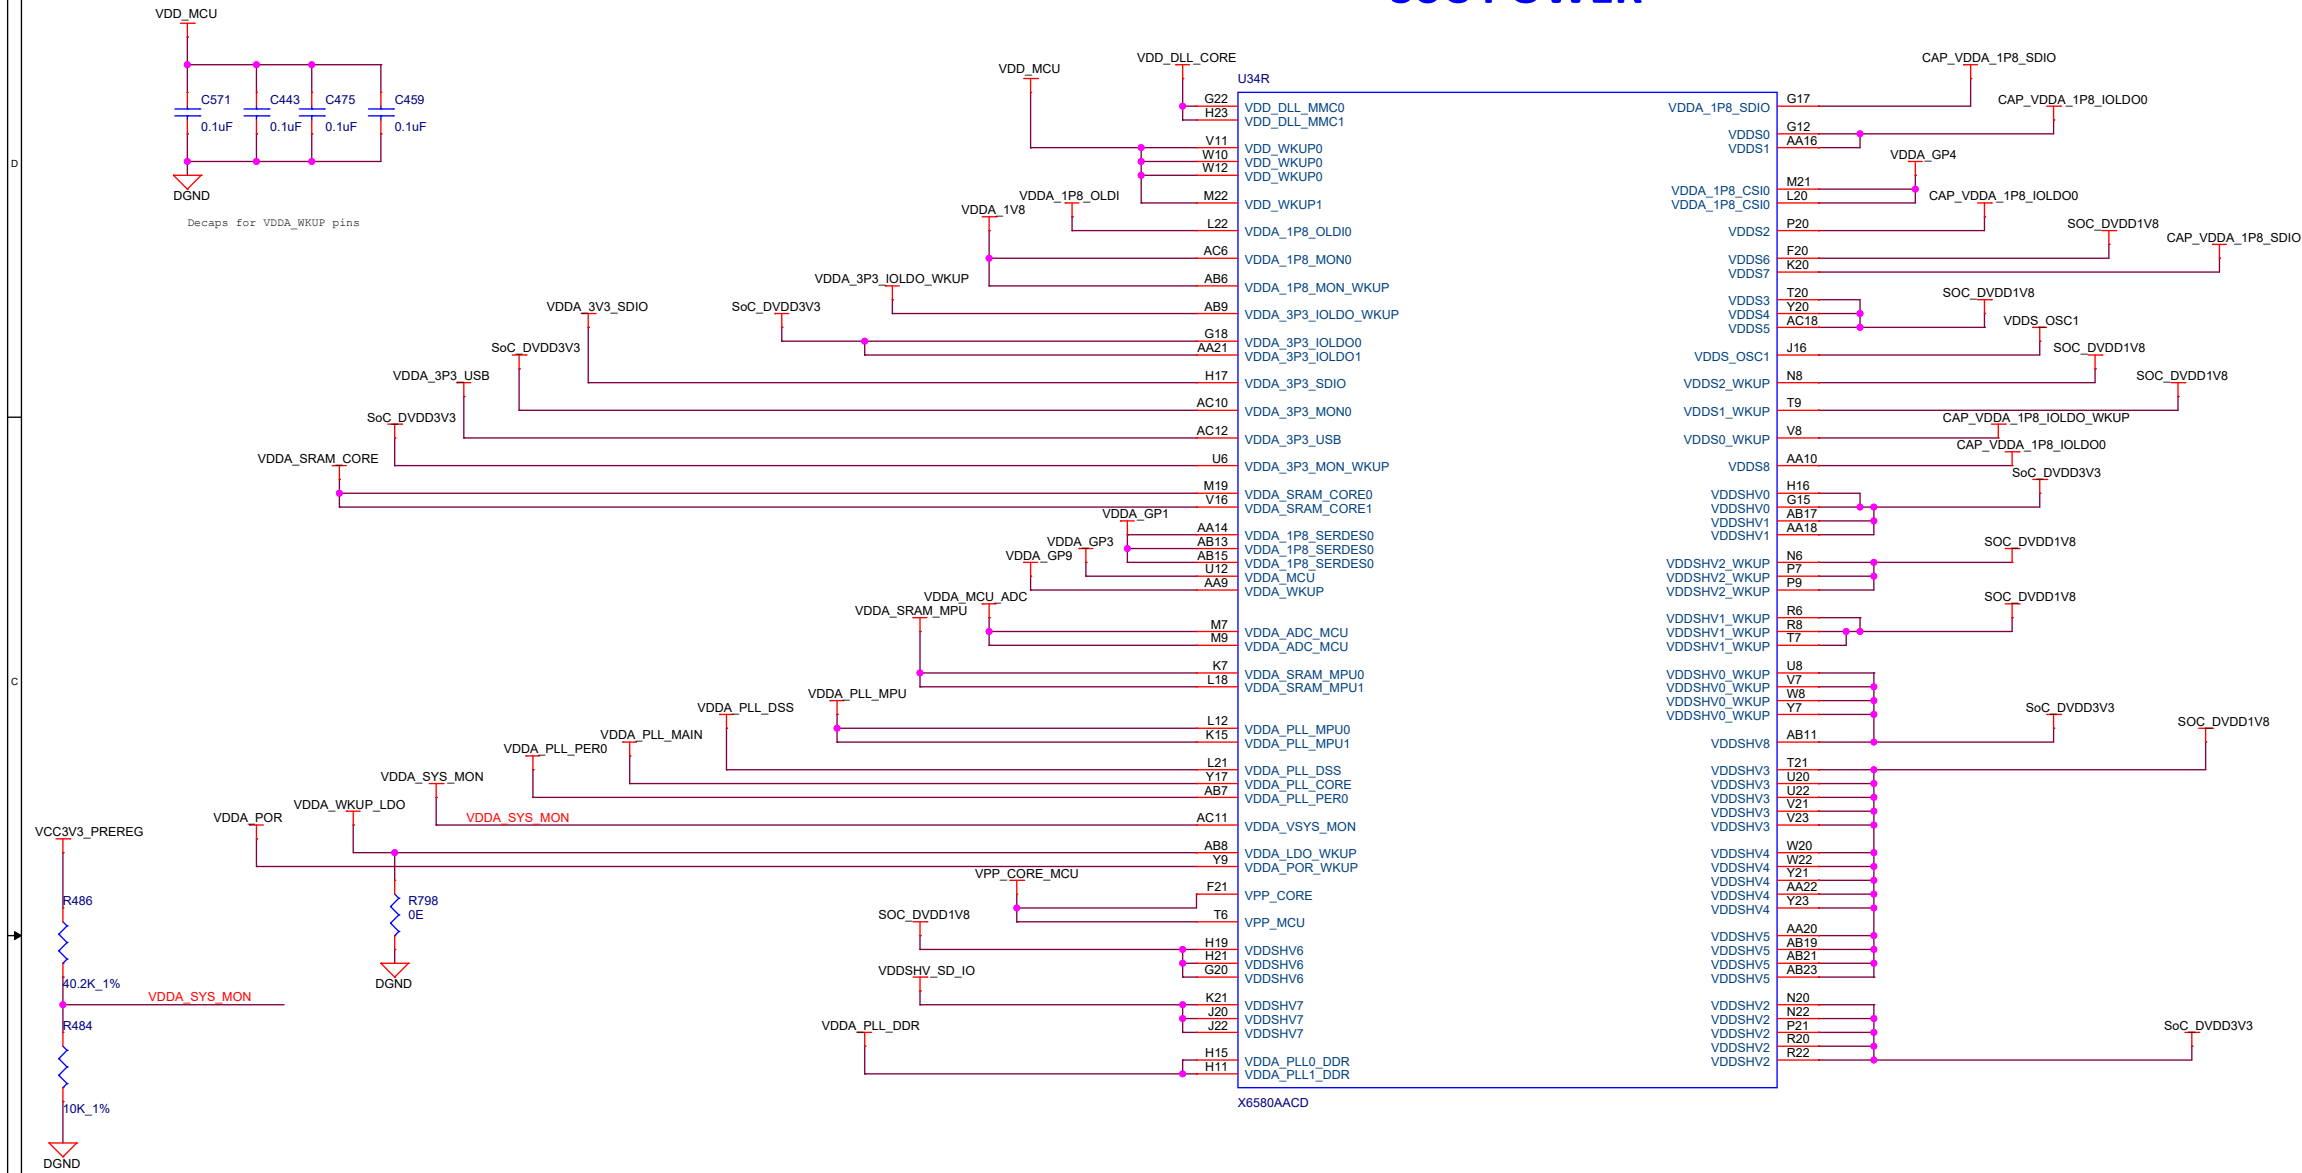 SOC POWER
VDD_MCU
C571
0.1uF
C443
0.1uF
C475
0.1uF
C459
0.1uF
DGND
Decaps for VDDA_WKUP pins
D
C
VDD_MCU
VDD_DLL_CORE
VDDA_1P8_OLDI
VDDA_1V8
VDDA_3P3_IOLDO_WKUP
SoC_DVDD3V3
VDDA_3V3_SDIO
SoC_DVDD3V3
VDDA_3P3_USB
SoC_DVDD3V3
VDDA_SRAM_CORE
VDDA_GP1
VDDA_GP3
VDDA_GP9
VDDA_MCU_ADC
VDDA_SRAM_MPU
VDDA_PLL_MPU
VDDA_PLL_DSS
VDDA_PLL_MAIN
VDDA_PLL_PER0
VDDA_SYS_MON
VDDA_SYS_MON
VDDA_WKUP_LDO
VDDA_POR
VCC3V3_PREREG
R486
40.2K_1%
VDDA_SYS_MON
R484
10K_1%
DGND
R798
0E
DGND
VPP_CORE_MCU
SOC_DVDD1V8
VDDSHV_SD_IO
VDDA_PLL_DDR
U34R
G22 VDD_DLL_MMC0
H23 VDD_DLL_MMC1
V11 VDD_WKUP0
W10 VDD_WKUP0
W12 VDD_WKUP0
M22 VDD_WKUP1
L22 VDDA_1P8_OLDI0
AC6 VDDA_1P8_MON0
AB6 VDDA_1P8_MON_WKUP
AB9 VDDA_3P3_IOLDO_WKUP
G18 VDDA_3P3_IOLDO0
AA21 VDDA_3P3_IOLDO1
H17 VDDA_3P3_SDIO
AC10 VDDA_3P3_MON0
AC12 VDDA_3P3_USB
U6 VDDA_3P3_MON_WKUP
M19 VDDA_SRAM_CORE0
V16 VDDA_SRAM_CORE1
AA14 VDDA_1P8_SERDES0
AB13 VDDA_1P8_SERDES0
AB15 VDDA_1P8_SERDES0
U12 VDDA_MCU
AA9 VDDA_WKUP
M7 VDDA_ADC_MCU
M9 VDDA_ADC_MCU
K7 VDDA_SRAM_MPU0
L18 VDDA_SRAM_MPU1
L12 VDDA_PLL_MPU0
K15 VDDA_PLL_MPU1
L21 VDDA_PLL_DSS
Y17 VDDA_PLL_CORE
AB7 VDDA_PLL_PER0
AC11 VDDA_VSYS_MON
AB8 VDDA_LDO_WKUP
Y9 VDDA_POR_WKUP
F21 VPP_CORE
T6 VPP_MCU
H19 VDDSHV6
H21 VDDSHV6
G20 VDDSHV6
K21 VDDSHV7
J20 VDDSHV7
J22 VDDSHV7
H15 VDDA_PLL0_DDR
H11 VDDA_PLL1_DDR
X6580AACD
VDDA_1P8_SDIO G17
VDDS0 G12
VDDS1 AA16
VDDA_1P8_CSI0 M21
VDDA_1P8_CSI0 L20
VDDS2 P20
VDDS6 F20
VDDS7 K20
VDDS3 T20
VDDS4 Y20
VDDS5 AC18
VDDS_OSC1 J16
VDDS2_WKUP N8
VDDS1_WKUP T9
VDDS0_WKUP V8
VDDS8 AA10
VDDSHV0 H16
VDDSHV0 G15
VDDSHV1 AB17
VDDSHV1 AA18
VDDSHV2_WKUP N6
VDDSHV2_WKUP P7
VDDSHV2_WKUP P9
VDDSHV1_WKUP R6
VDDSHV1_WKUP R8
VDDSHV1_WKUP T7
VDDSHV0_WKUP U8
VDDSHV0_WKUP V7
VDDSHV0_WKUP W8
VDDSHV0_WKUP Y7
VDDSHV8 AB11
VDDSHV3 T21
VDDSHV3 U20
VDDSHV3 U22
VDDSHV3 V21
VDDSHV3 V23
VDDSHV4 W20
VDDSHV4 W22
VDDSHV4 Y21
VDDSHV4 AA22
VDDSHV4 Y23
VDDSHV5 AA20
VDDSHV5 AB19
VDDSHV5 AB21
VDDSHV5 AB23
VDDSHV2 N20
VDDSHV2 N22
VDDSHV2 P21
VDDSHV2 R20
VDDSHV2 R22
CAP_VDDA_1P8_SDIO
CAP_VDDA_1P8_IOLDO0
VDDA_GP4
CAP_VDDA_1P8_IOLDO0
SOC_DVDD1V8
CAP_VDDA_1P8_SDIO
SOC_DVDD1V8
VDDS_OSC1
SOC_DVDD1V8
SOC_DVDD1V8
CAP_VDDA_1P8_IOLDO_WKUP
CAP_VDDA_1P8_IOLDO0
SoC_DVDD3V3
SOC_DVDD1V8
SOC_DVDD1V8
SoC_DVDD3V3
SOC_DVDD1V8
SoC_DVDD3V3